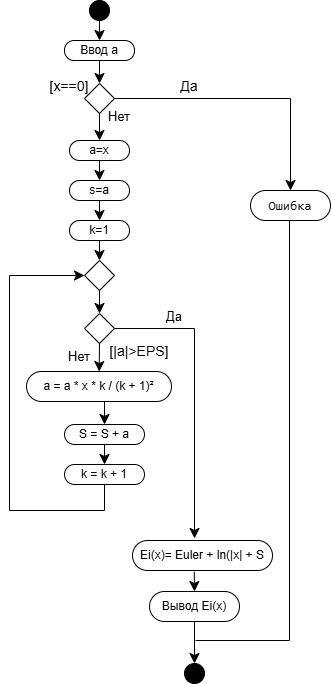 Ввод a
[x==0]
Да
Нет
a=x
s=a
Ошибка
k=1
Да
Нет
[|a|>EPS]
a = a * x * k / (k + 1)²
S = S + a
k = k + 1
Ei(x)= Euler + ln(|x| + S
Вывод Ei(x)